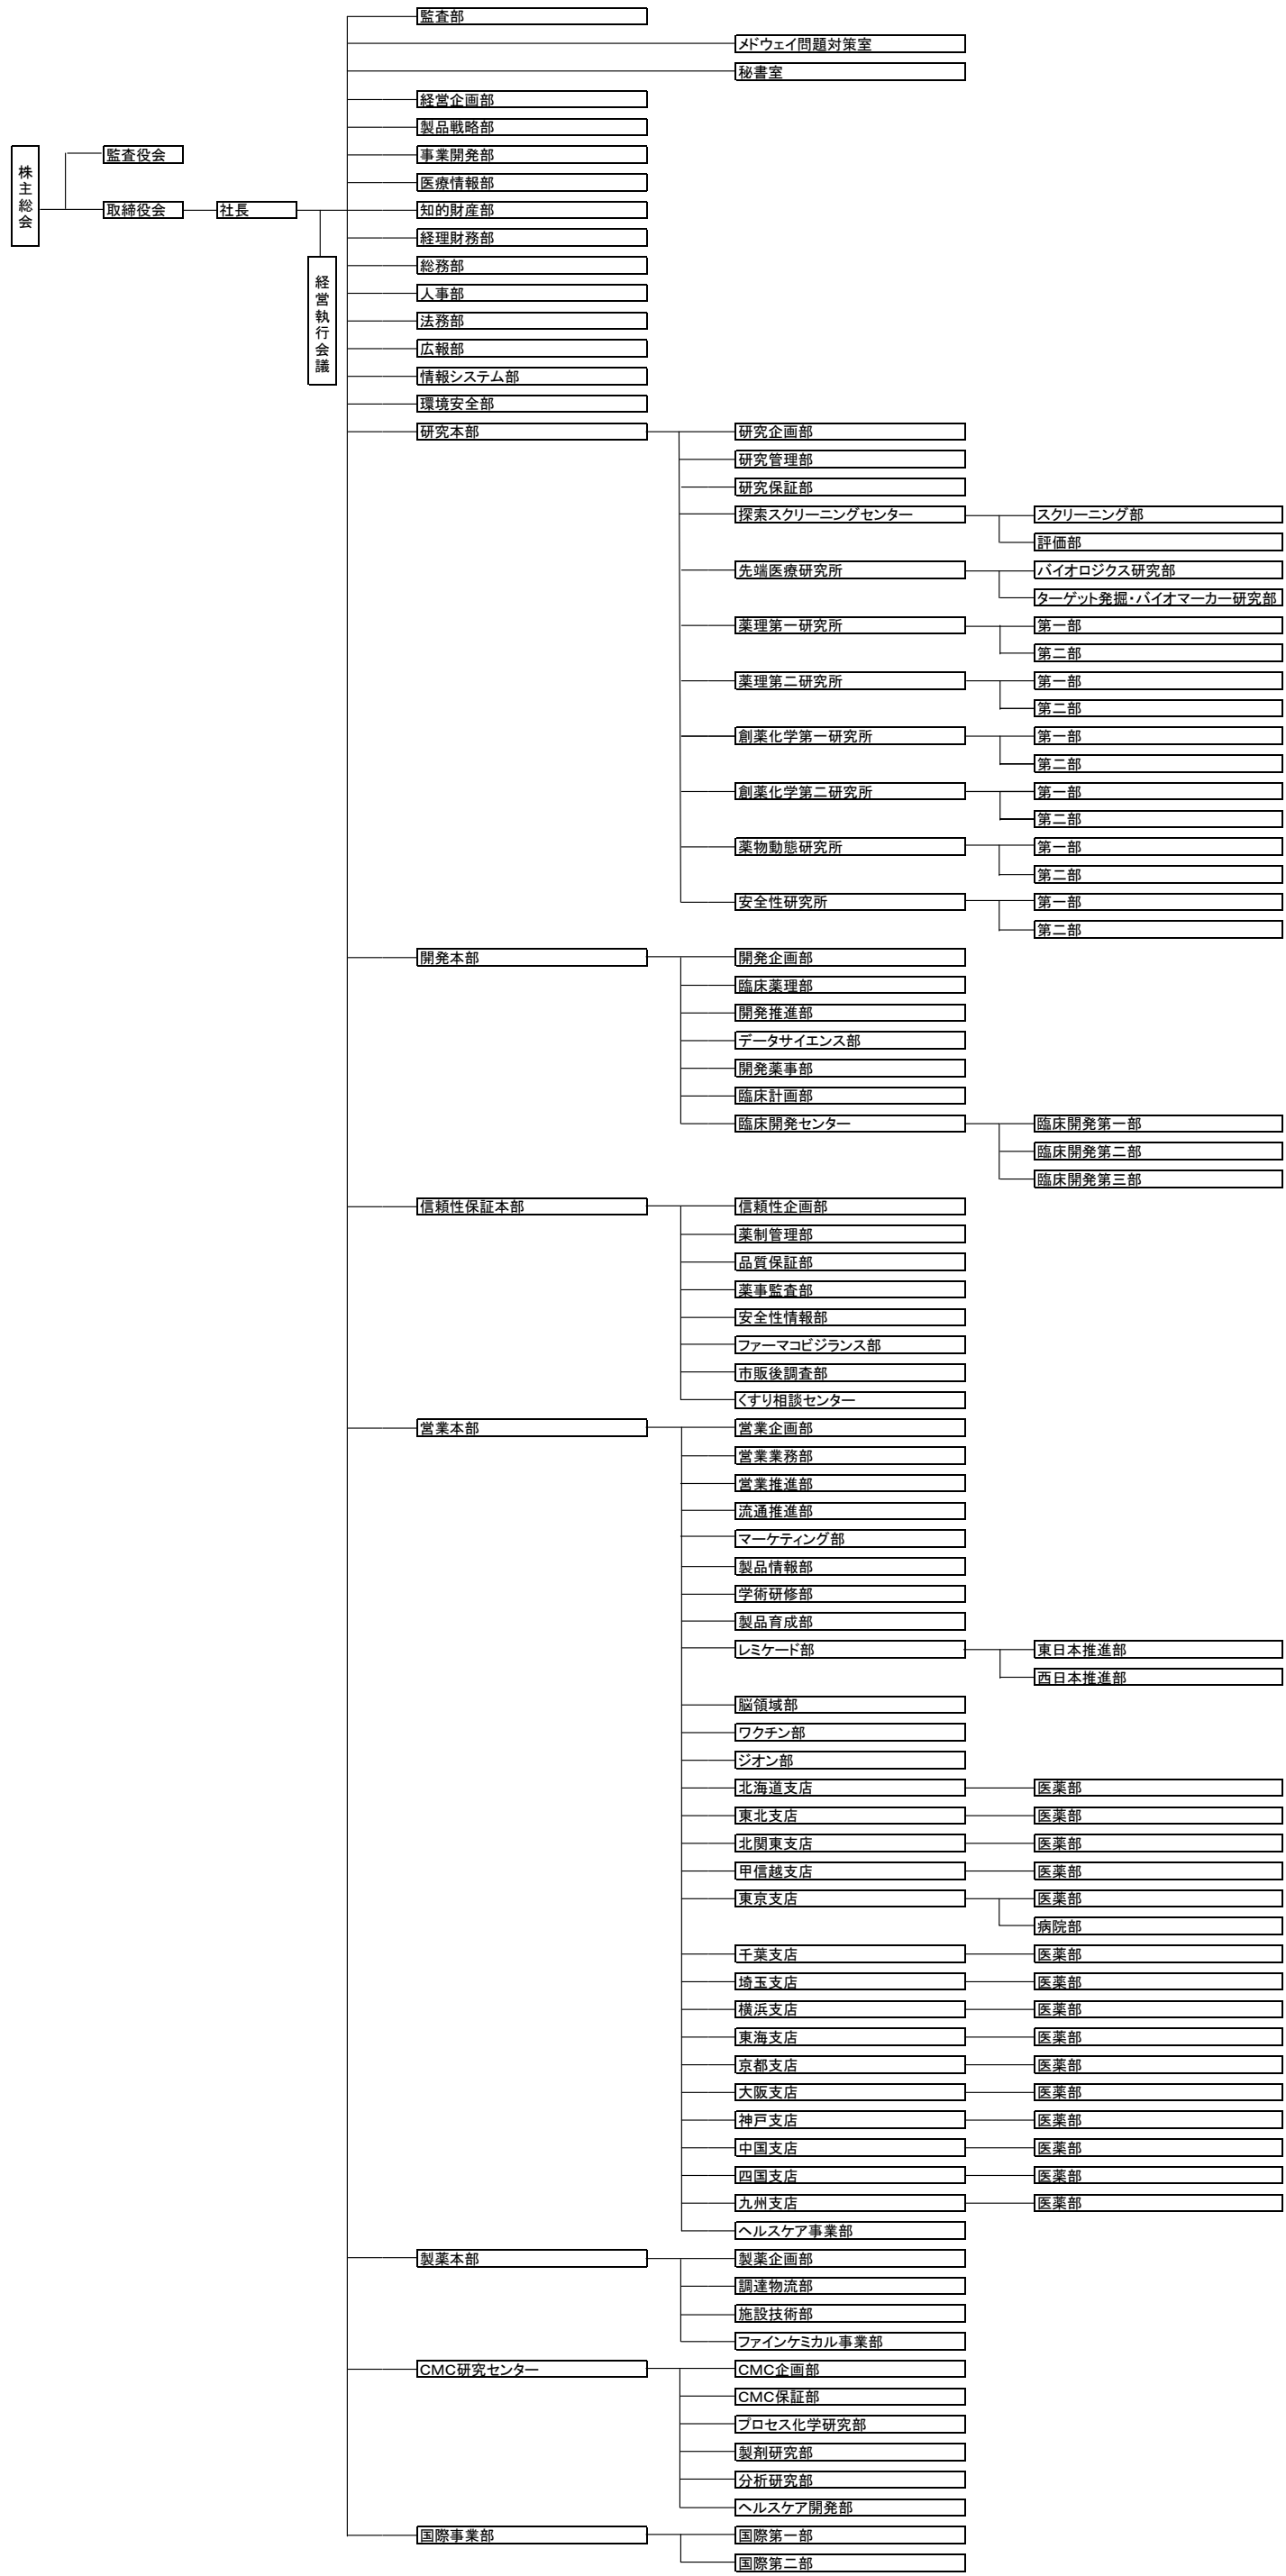 監査部
メドウェイ問題対策室
秘書室
経営企画部
製品戦略部
株主総会
監査役会
事業開発部
医療情報部
取締役会
社長
知的財産部
経理財務部
経営執行会議
総務部
人事部
法務部
広報部
情報システム部
環境安全部
研究本部
研究企画部
研究管理部
研究保証部
探索スクリーニングセンター
スクリーニング部
評価部
先端医療研究所
バイオロジクス研究部
ターゲット発掘・バイオマーカー研究部
薬理第一研究所
第一部
第二部
薬理第二研究所
第一部
第二部
創薬化学第一研究所
第一部
第二部
創薬化学第二研究所
第一部
第二部
薬物動態研究所
第一部
第二部
安全性研究所
第一部
第二部
開発本部
開発企画部
臨床薬理部
開発推進部
データサイエンス部
開発薬事部
臨床計画部
臨床開発センター
臨床開発第一部
臨床開発第二部
臨床開発第三部
信頼性保証本部
信頼性企画部
薬制管理部
品質保証部
薬事監査部
安全性情報部
ファーマコビジランス部
市販後調査部
くすり相談センター
営業本部
営業企画部
営業業務部
営業推進部
流通推進部
マーケティング部
製品情報部
学術研修部
製品育成部
レミケード部
東日本推進部
西日本推進部
脳領域部
ワクチン部
ジオン部
北海道支店
医薬部
東北支店
医薬部
北関東支店
医薬部
甲信越支店
医薬部
東京支店
医薬部
病院部
千葉支店
医薬部
埼玉支店
医薬部
横浜支店
医薬部
東海支店
医薬部
京都支店
医薬部
大阪支店
医薬部
神戸支店
医薬部
中国支店
医薬部
四国支店
医薬部
九州支店
医薬部
ヘルスケア事業部
製薬本部
製薬企画部
調達物流部
施設技術部
ファインケミカル事業部
CMC研究センター
CMC企画部
CMC保証部
プロセス化学研究部
製剤研究部
分析研究部
ヘルスケア開発部
国際事業部
国際第一部
国際第二部